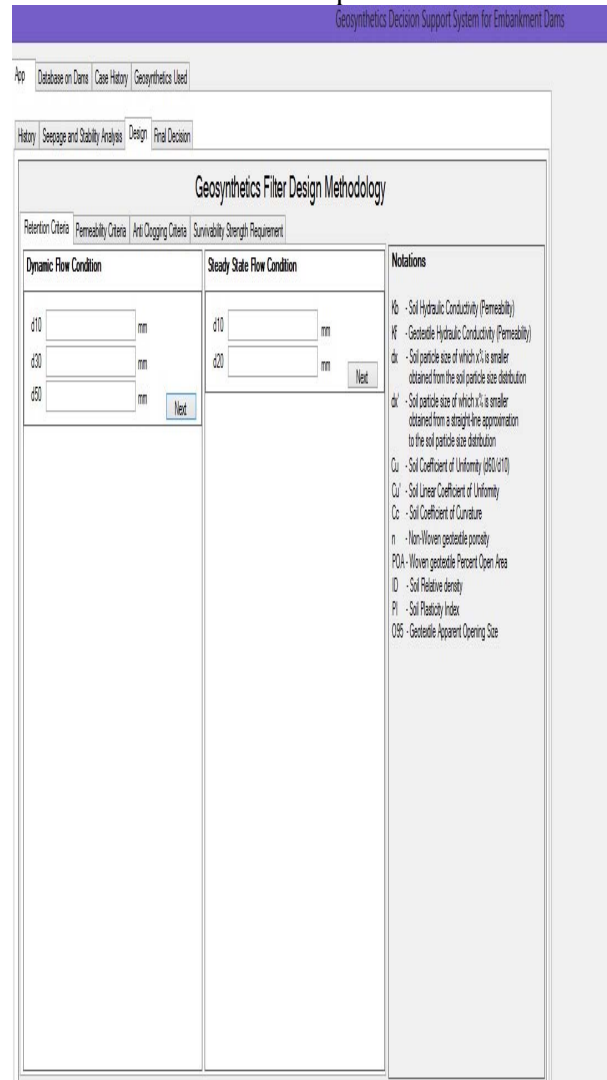 Geosynthetics Decision Support System for Embankment Dams
App Database on Dams Case History Geosynthetics Used
History Seepage and Stability Analysis Design Final Decision
Geosynthetics Filter Design Methodology
Retention Criteria Permeability Criteria Anti Clogging Criteria Survivability Strength Requirement
Dynamic Flow Condition
d10 mm
d30 mm
d50 mm
Next
Steady State Flow Condition
d10 mm
d20 mm
Next
Notations
Kb - Soil Hydraulic Conductivity (Permeability)
Kf - Geotextile Hydraulic Conductivity (Permeability)
dx - Soil particle size of which x% is smaller
obtained from the soil particle size distribution
dx' - Soil particle size of which x% is smaller
obtained from a straight-line approximation
to the soil particle size distribution
Cu - Soil Coefficient of Uniformity (d60/d10)
Cu' - Soil Linear Coefficient of Uniformity
Cc - Soil Coefficient of Curvature
n - Non-Woven geotextile porosity
POA - Woven geotextile Percent Open Area
ID - Soil Relative density
PI - Soil Plasticity Index
O95 - Geotextile Apparent Opening Size